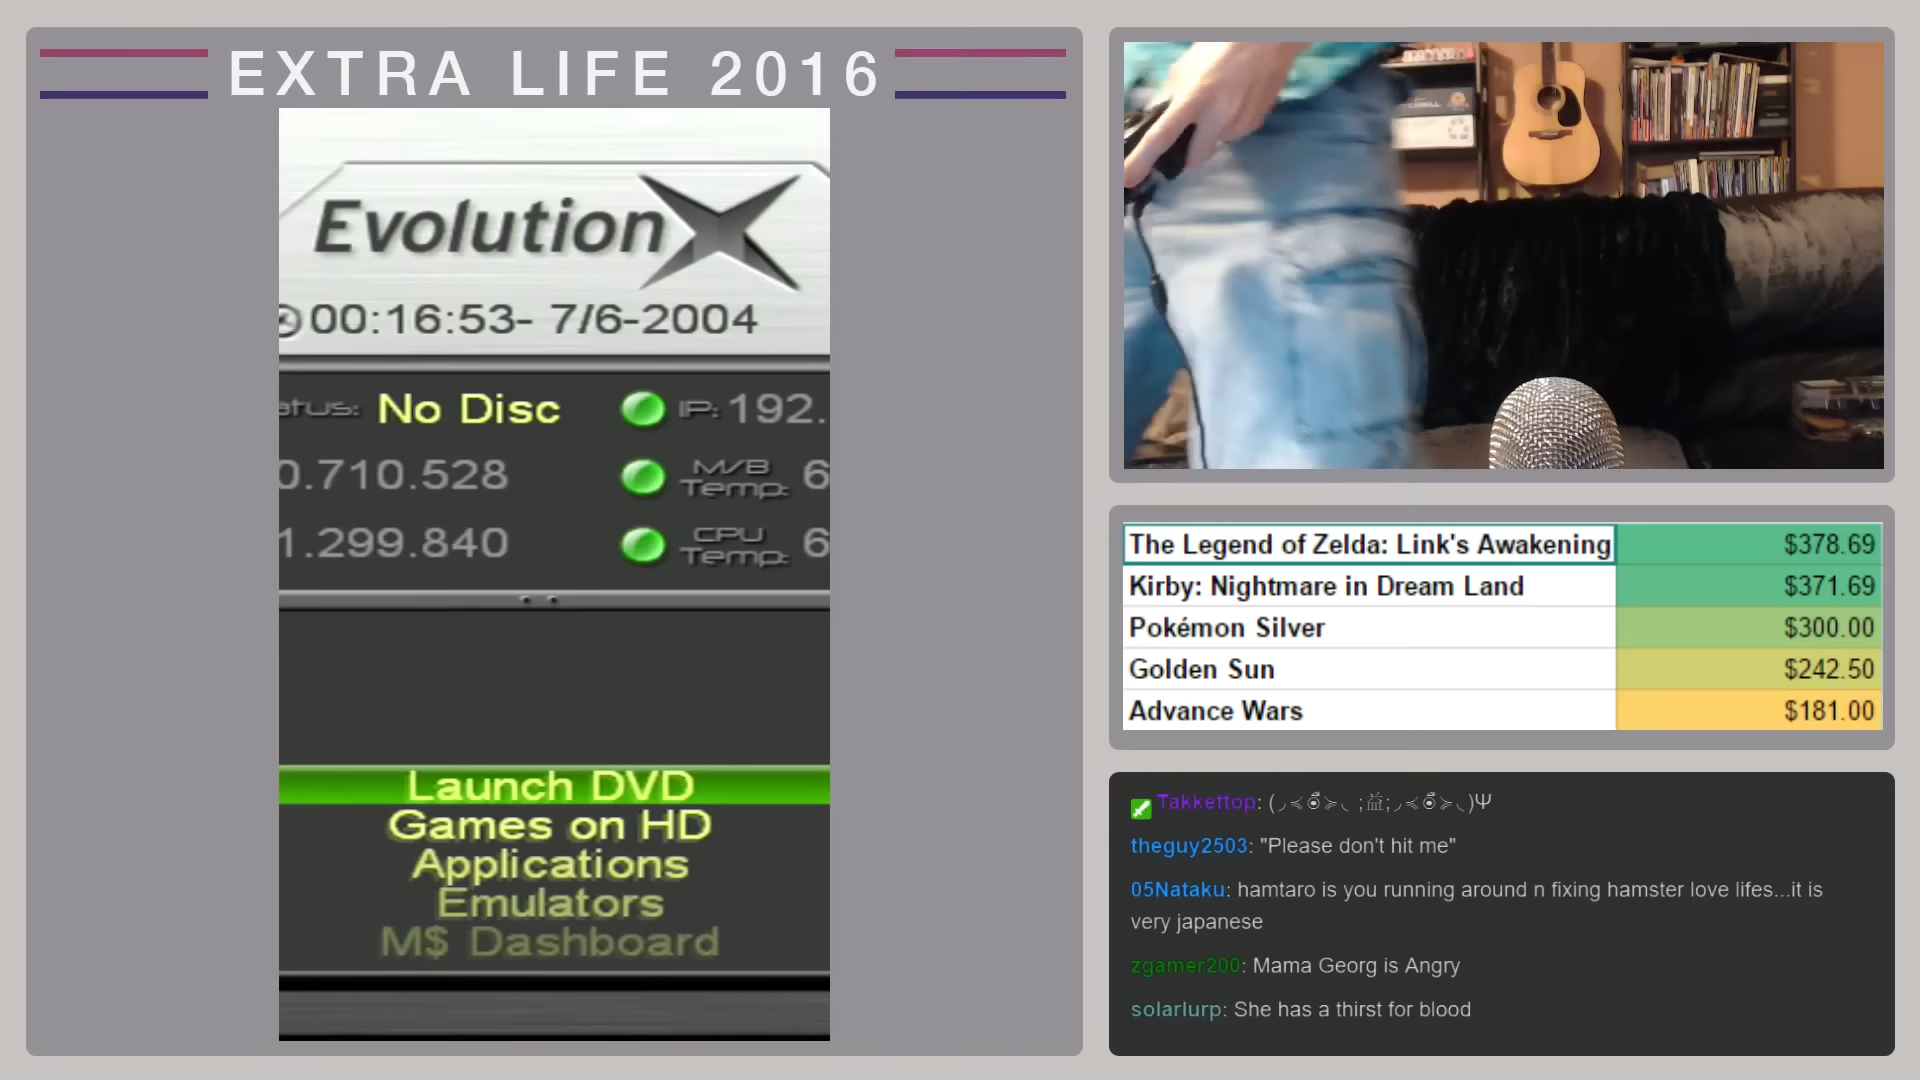 EXTRA LIFE 2016
Evolution
00:16:53- 7/6-2004
atus: No Disc
IP: 192.
0.710.528
M/B
Temp: 6
1.299.840
CPU
Temp: 6
Launch DVD
Games on HD
Applications
Emulators
M$ Dashboard
The Legend of Zelda: Link's Awakening $378.69
Kirby: Nightmare in Dream Land $371.69
Pokémon Silver $300.00
Golden Sun $242.50
Advance Wars $181.00
Takkettop:
theguy2503: "Please don't hit me"
05Nataku: hamtaro is you running around n fixing hamster love lifes...it is
very japanese
zgamer200: Mama Georg is Angry
solarlurp: She has a thirst for blood